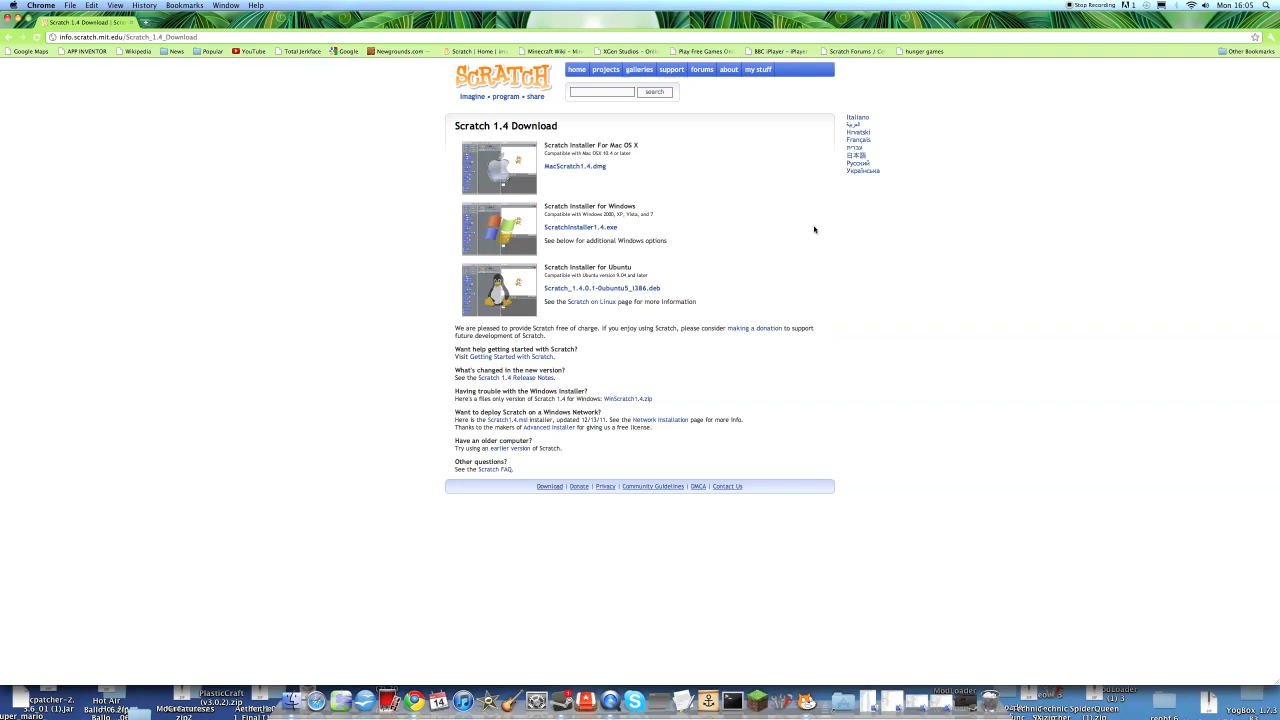 Chrome File Edit View History Bookmarks Window Help Stop Recording 1 Mon 16:05
Scratch 1.4 Download | Scra
info.scratch.mit.edu/Scratch_1.4_Download
Google Maps APP INVENTOR Wikipedia News Popular YouTube Total Jerkface Google Newgrounds.com — Scratch | Home | Minecraft Wiki – XGen Studios – Play Free Games BBC iPlayer – iPlayer Scratch Forums / hunger games Other Bookmarks
SCRATCH
imagine • program • share
home projects galleries support forums about my stuff
search
Scratch 1.4 Download
Scratch Installer For Mac OS X
Compatible with Mac OSX 10.4 or later
MacScratch1.4.dmg
Scratch Installer for Windows
Compatible with Windows 2000, XP, Vista, and 7
ScratchInstaller1.4.exe
See below for additional Windows options
Scratch Installer for Ubuntu
Compatible with Ubuntu version 9.04 and later
Scratch_1.4.0.1-0ubuntu5_i386.deb
See the Scratch on Linux page for more information
We are pleased to provide Scratch free of charge. If you enjoy using Scratch, please consider making a donation to support
future development of Scratch.
Want help getting started with Scratch?
Visit Getting Started with Scratch.
What's changed in the new version?
See the Scratch 1.4 Release Notes.
Having trouble with the Windows Installer?
Here's a files only version of Scratch 1.4 for Windows: WinScratch1.4.zip
Want to deploy Scratch on a Windows Network?
Here is the Scratch1.4.msi installer, updated 12/13/11. See the Network Installation page for more info.
Thanks to the makers of Advanced Installer for giving us a free license.
Have an older computer?
Try using an earlier version of Scratch.
Other questions?
See the Scratch FAQ.
Download | Donate | Privacy | Community Guidelines | DMCA | Contact Us
Italiano
العربية
Hrvatski
Français
עברית
日本語
Русский
Українська
PlasticCraft
(v3.0.2).zip
MoCreatures
ModLoader
SpiderQueen
YogBox_1.7.3